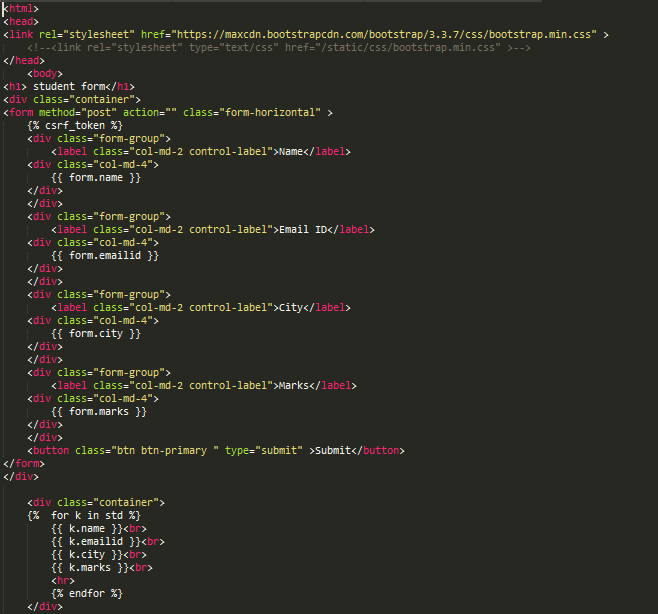 <html>
<head>
<link rel="stylesheet" href="https://maxcdn.bootstrapcdn.com/bootstrap/3.3.7/css/bootstrap.min.css" >
    <!--<link rel="stylesheet" type="text/css" href="/static/css/bootstrap.min.css" >-->
</head>
    <body>
<h1> student form</h1>
<div class="container">
<form method="post" action="" class="form-horizontal" >
    {% csrf_token %}
    <div class="form-group">
        <label class="col-md-2 control-label">Name</label>
    <div class="col-md-4">
        {{ form.name }}
    </div>
    </div>
    <div class="form-group">
        <label class="col-md-2 control-label">Email ID</label>
    <div class="col-md-4">
        {{ form.emailid }}
    </div>
    </div>
    <div class="form-group">
        <label class="col-md-2 control-label">City</label>
    <div class="col-md-4">
        {{ form.city }}
    </div>
    </div>
    <div class="form-group">
        <label class="col-md-2 control-label">Marks</label>
    <div class="col-md-4">
        {{ form.marks }}
    </div>
    </div>
    <button class="btn btn-primary " type="submit" >Submit</button>
</form>
</div>

    <div class="container">
    {%  for k in std %}
        {{ k.name }}<br>
        {{ k.emailid }}<br>
        {{ k.city }}<br>
        {{ k.marks }}<br>
        <hr>
        {% endfor %}
    </div>